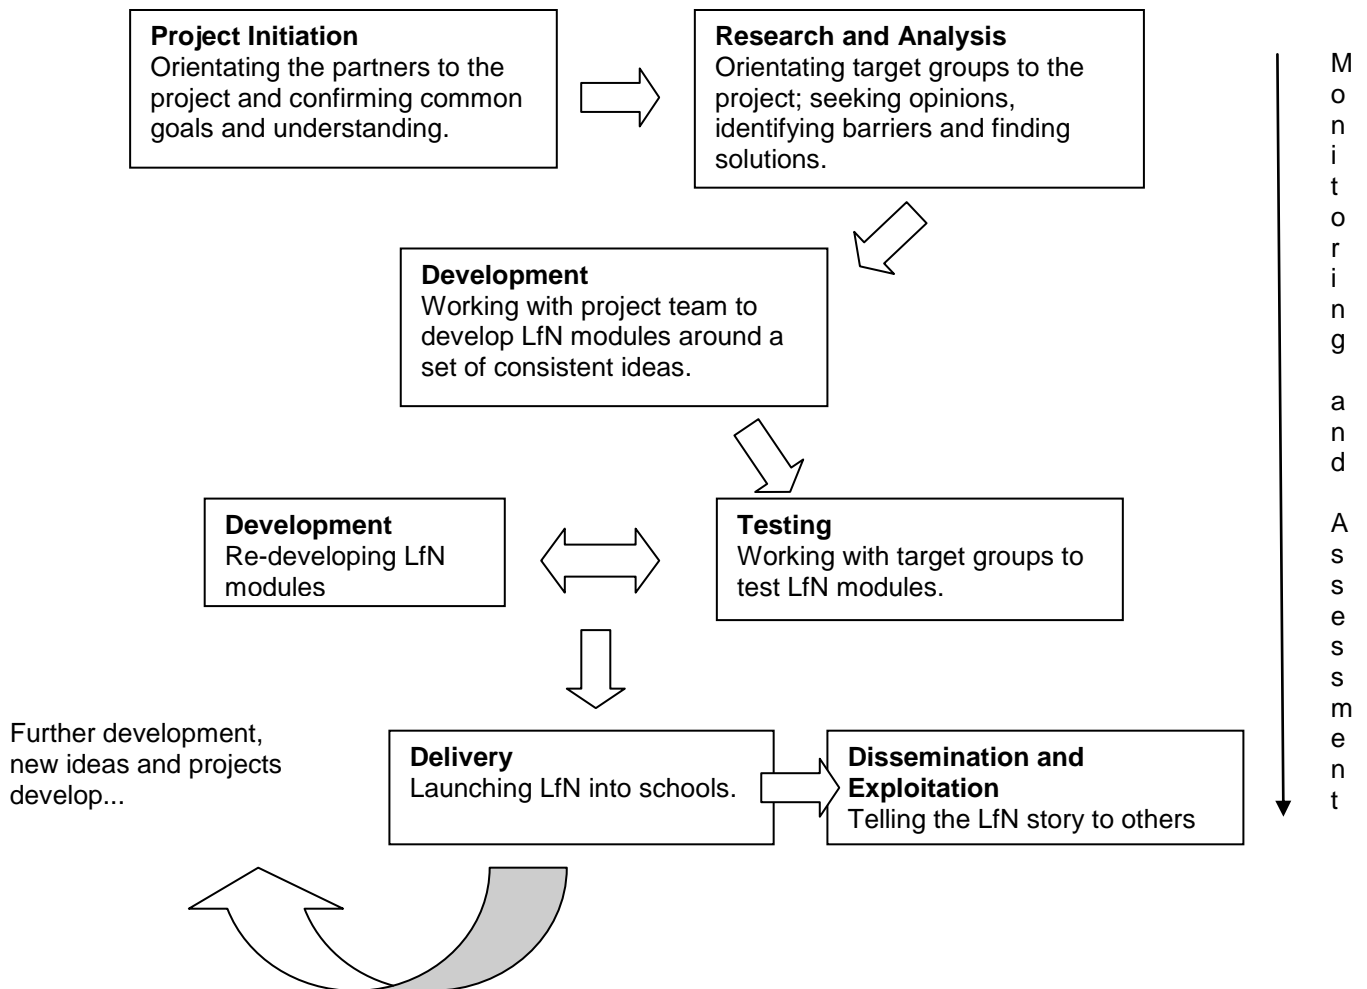 Project Initiation
Orientating the partners to the
project and confirming common
goals and understanding.
Research and Analysis
Orientating target groups to the
project; seeking opinions,
identifying barriers and finding
solutions.
Development
Working with project team to
develop LfN modules around a
set of consistent ideas.
Development
Re-developing LfN
modules
Testing
Working with target groups to
test LfN modules.
Further development,
new ideas and projects
develop...
Delivery
Launching LfN into schools.
Dissemination and
Exploitation
Telling the LfN story to others
Monitoring and Assessment